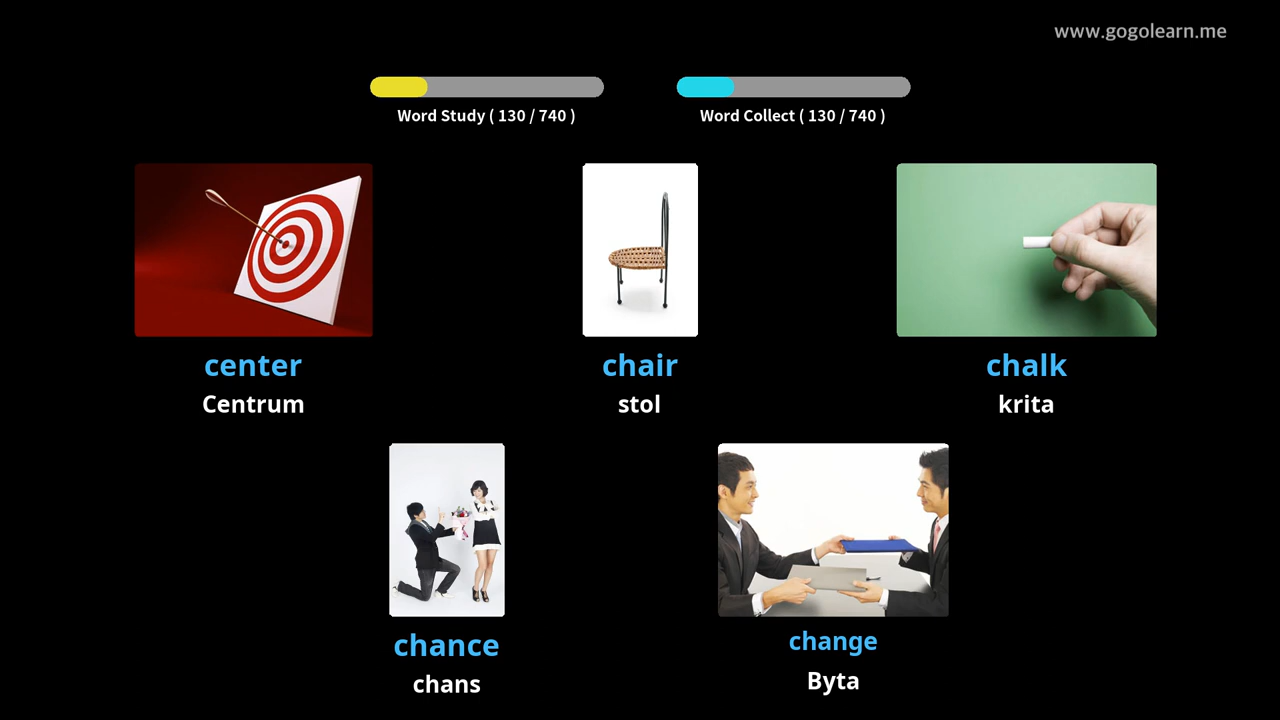 www.gogolearn.me
Word Study ( 130 / 740 )
Word Collect ( 130 / 740 )
center
Centrum
chair
stol
chalk
krita
chance
chans
change
Byta